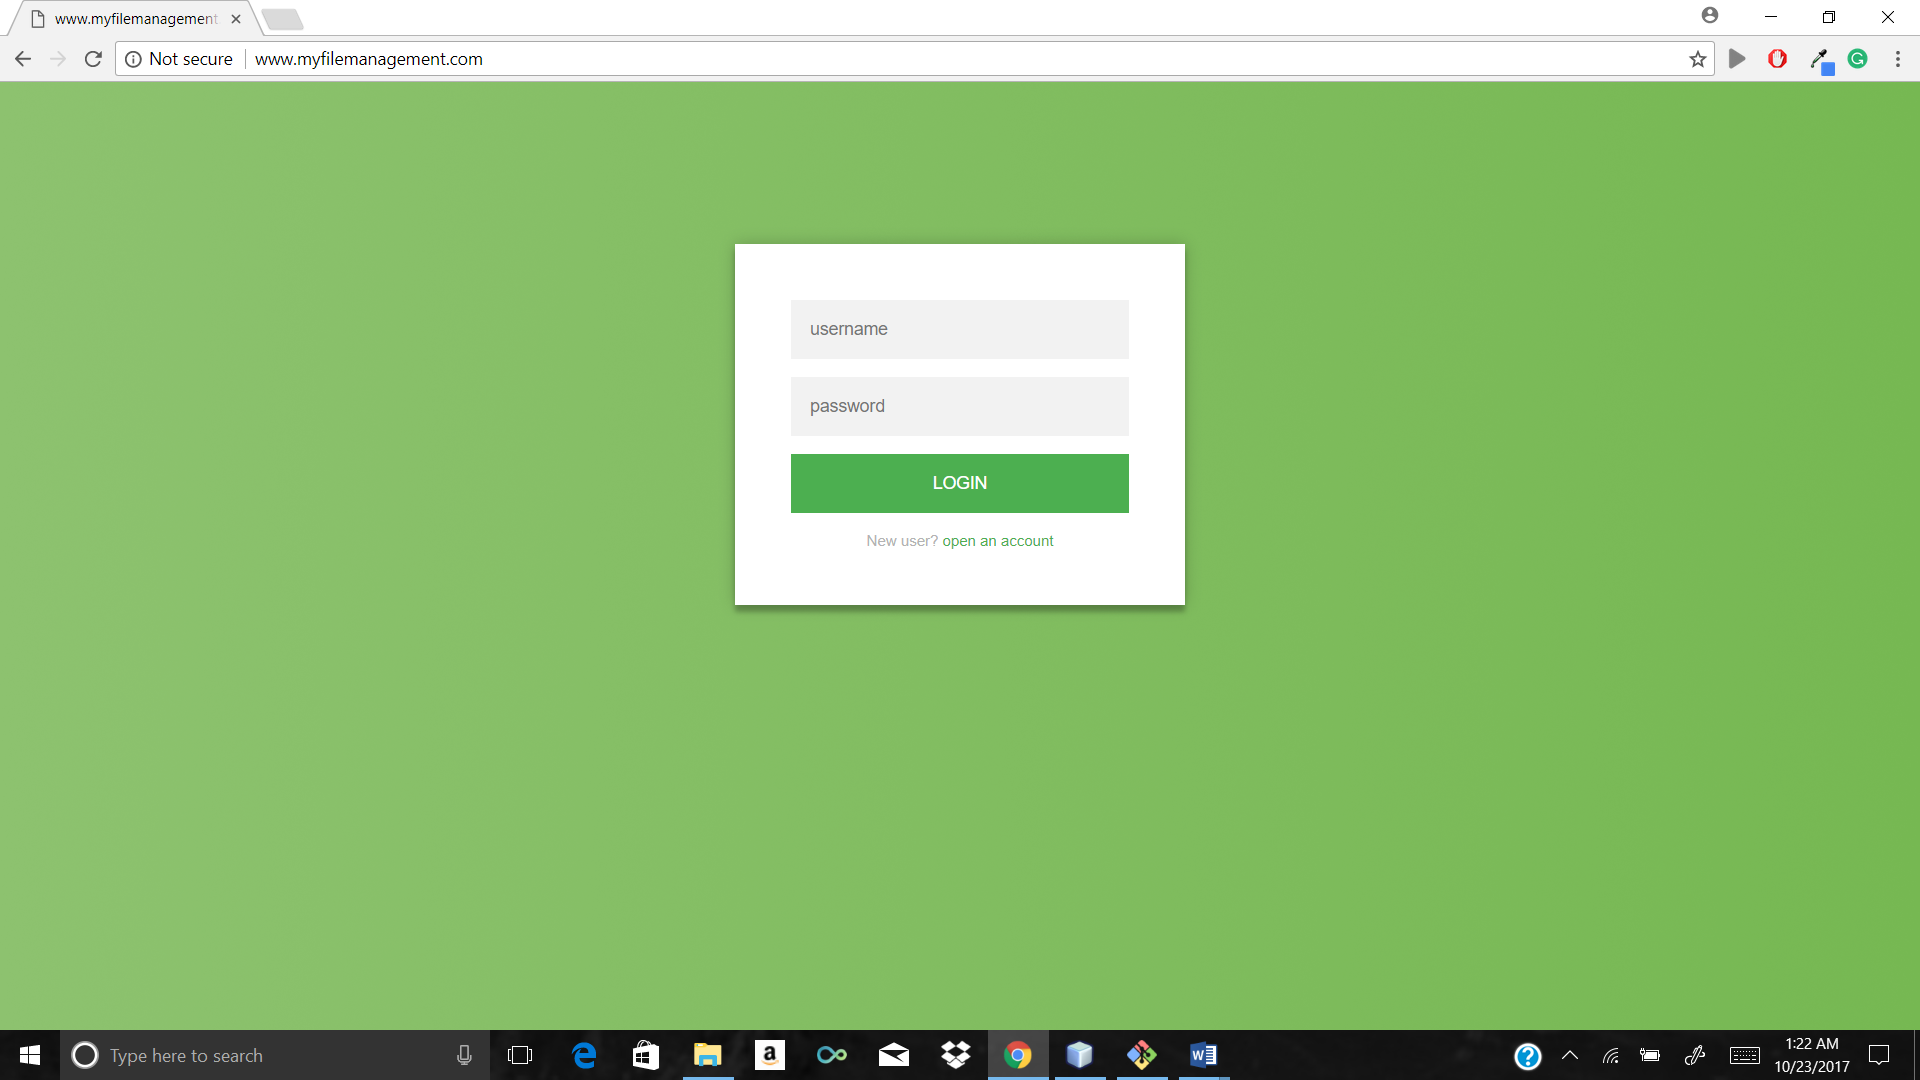 www.myfilemanagement
Not secure
www.myfilemanagement.com
username
password
LOGIN
New user? open an account
Type here to search
1:22 AM
10/23/2017